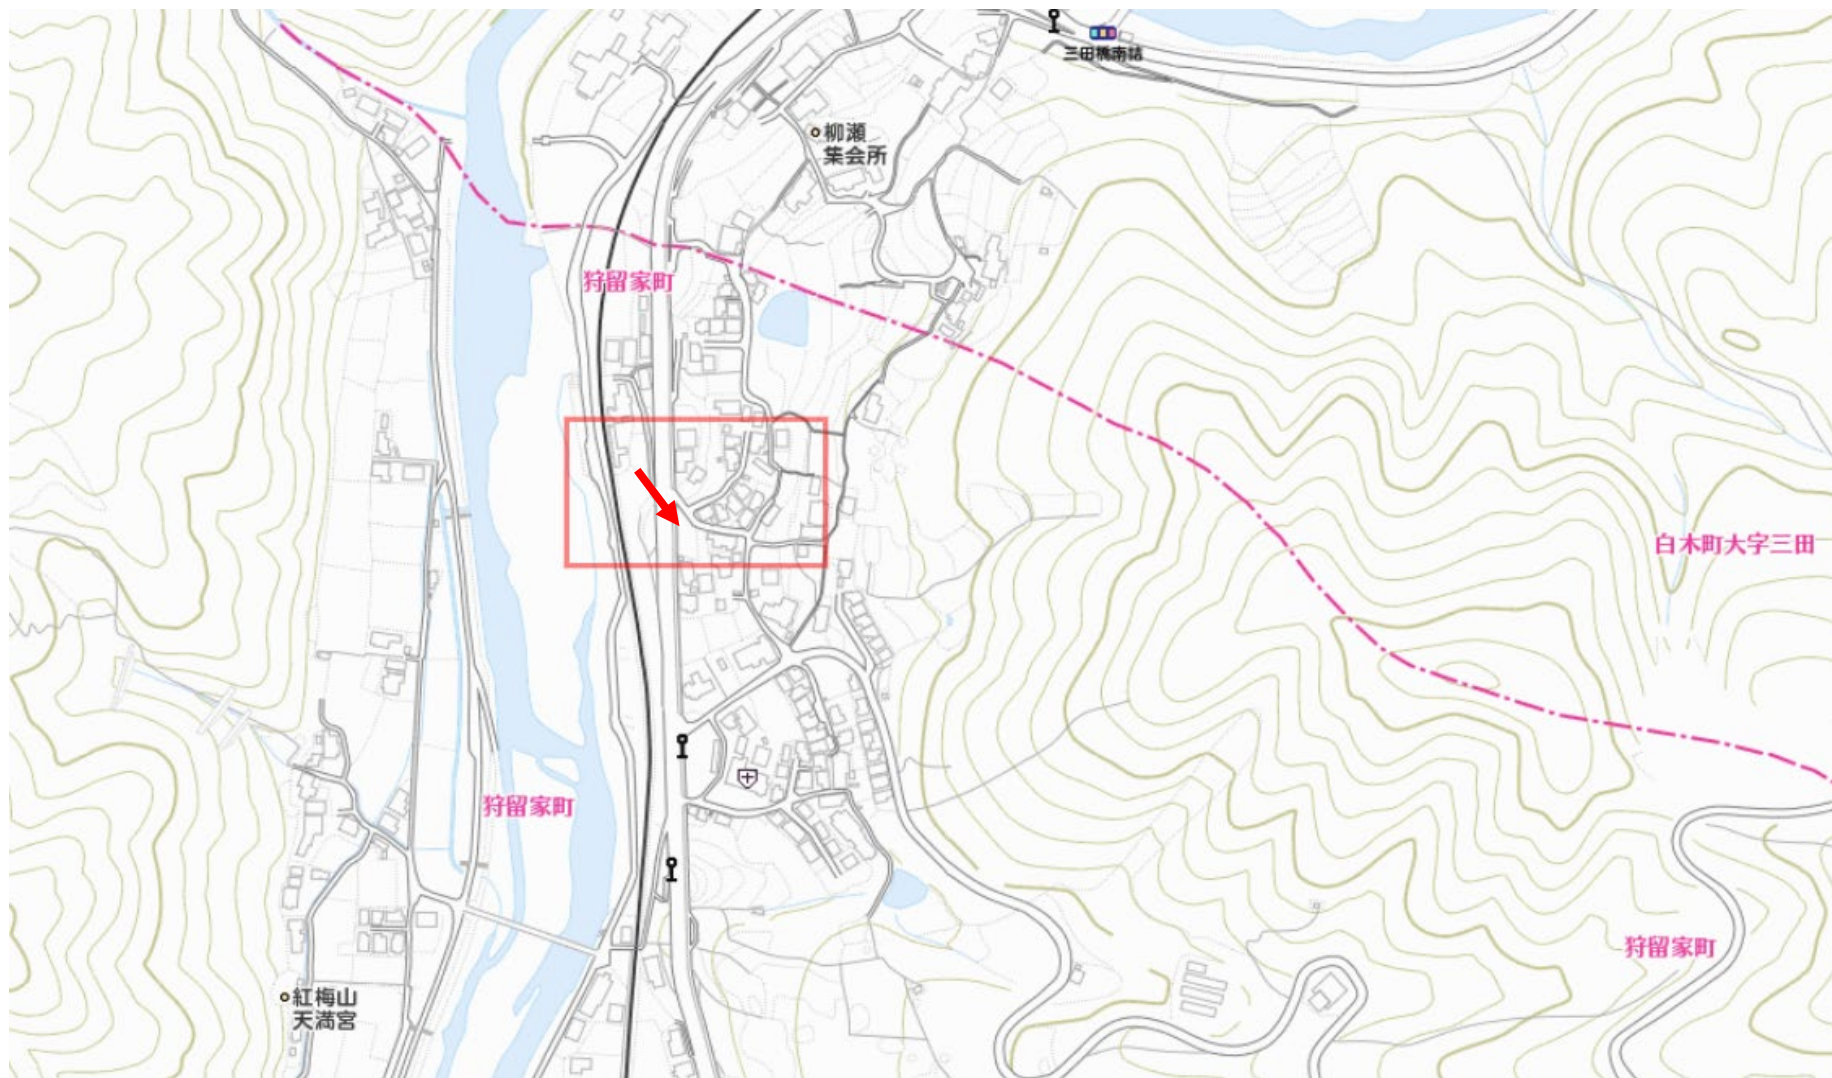 三田橋南詰
柳瀬
集会所
狩留家町
白木町大字三田
狩留家町
狩留家町
紅梅山
天満宮